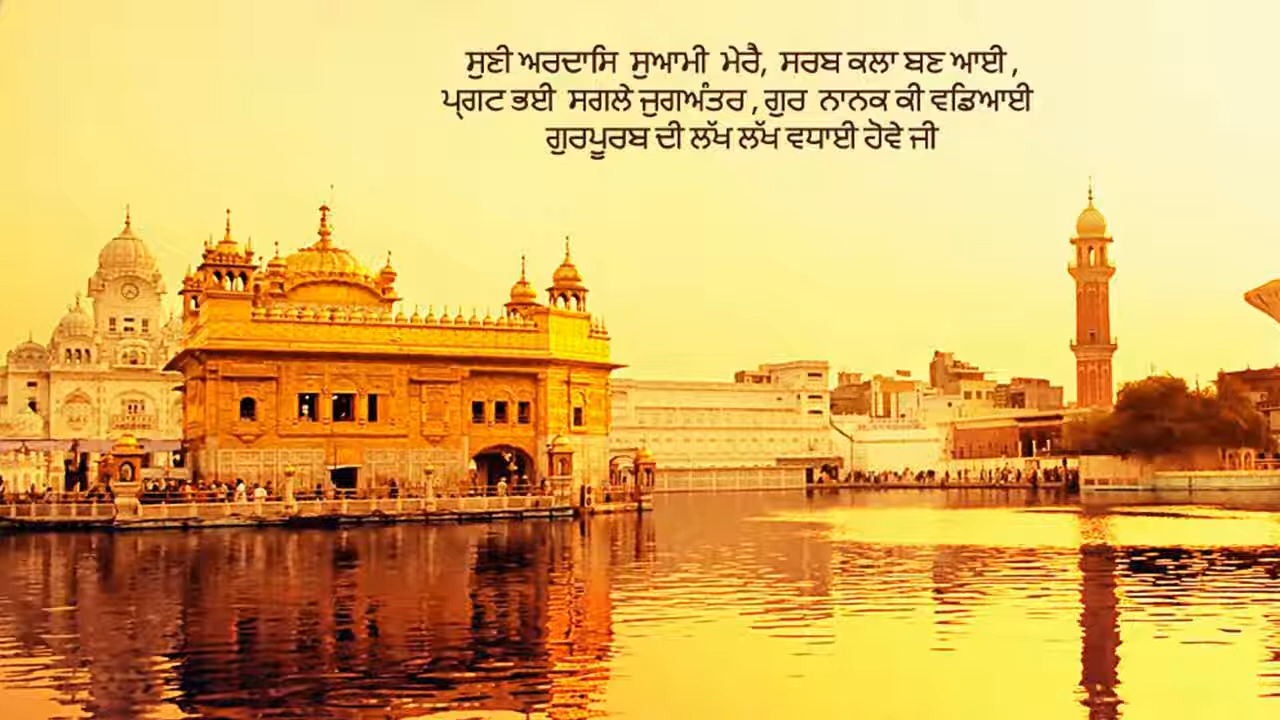 ਸੁਣੀ ਅਰਦਾਸਿ ਸੁਆਮੀ ਮੇਰੈ, ਸਰਬ ਕਲਾ ਬਣ ਆਈ ,
ਪ੍ਰਗਟ ਭਈ ਸਗਲੇ ਜੁਗਅੰਤਰ , ਗੁਰ ਨਾਨਕ ਕੀ ਵਡਿਆਈ
ਗੁਰਪੂਰਬ ਦੀ ਲੱਖ ਲੱਖ ਵਧਾਈ ਹੋਵੇ ਜੀ